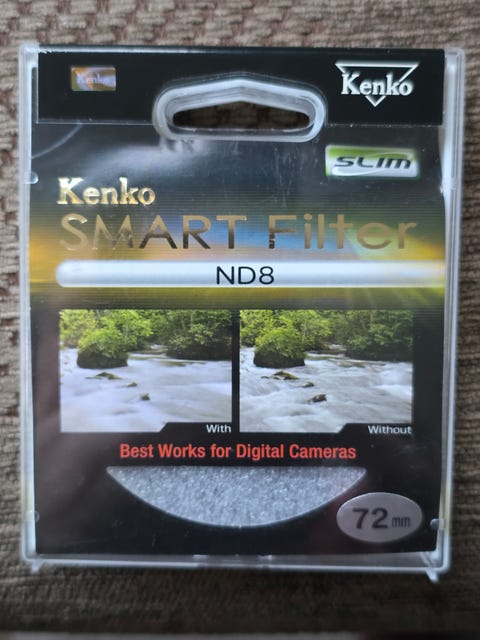 Kenko
Kenko
SLIM
Kenko
SMART Filter
ND8
With
Without
Best Works for Digital Cameras
72mm